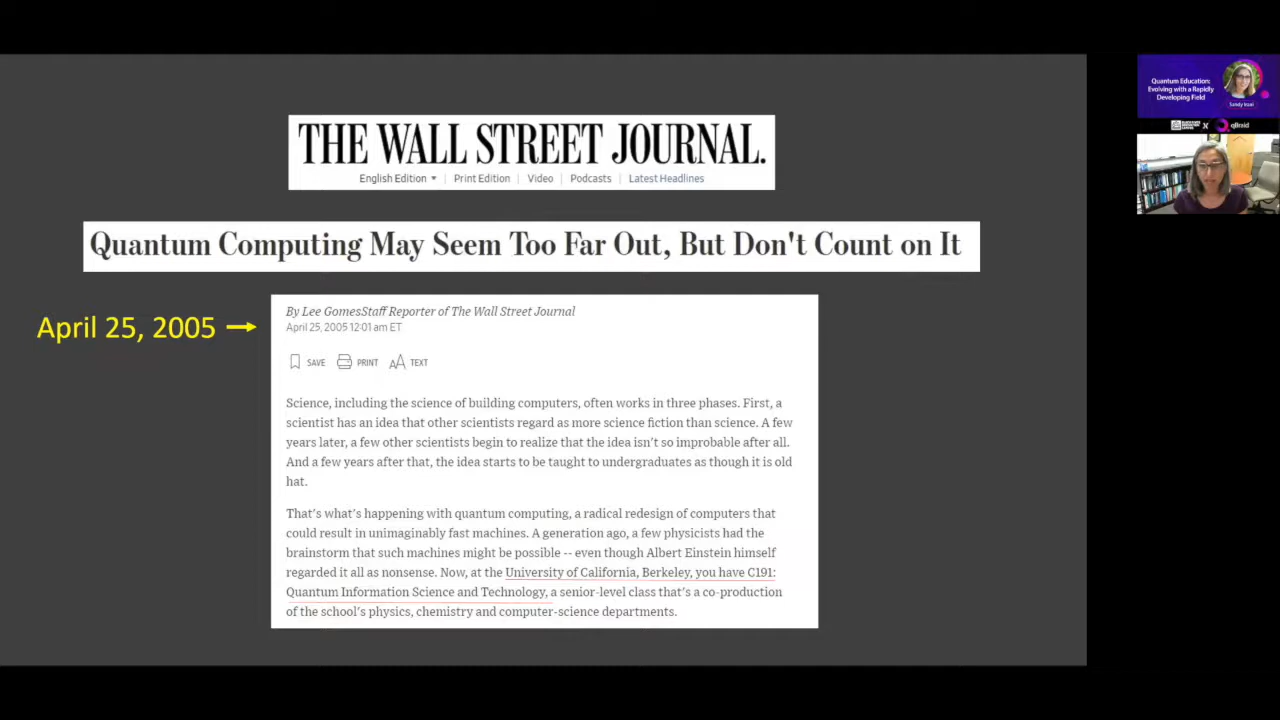 THE WALL STREET JOURNAL.
English Edition
Print Edition
Video
Podcasts
Latest Headlines
Quantum Computing May Seem Too Far Out, But Don't Count on It
April 25, 2005
By Lee GomesStaff Reporter of The Wall Street Journal
April 25, 2005 12:01 am ET
SAVE
PRINT
AA TEXT
Science, including the science of building computers, often works in three phases. First, a
scientist has an idea that other scientists regard as more science fiction than science. A few
years later, a few other scientists begin to realize that the idea isn't so improbable after all.
And a few years after that, the idea starts to be taught to undergraduates as though it is old
hat.
That's what's happening with quantum computing, a radical redesign of computers that
could result in unimaginably fast machines. A generation ago, a few physicists had the
brainstorm that such machines might be possible -- even though Albert Einstein himself
regarded it all as nonsense. Now, at the University of California, Berkeley, you have C191:
Quantum Information Science and Technology, a senior-level class that's a co-production
of the school's physics, chemistry and computer-science departments.
Quantum Education:
Evolving with a Rapidly
Developing Field
Sandy Irani
X
qBraid